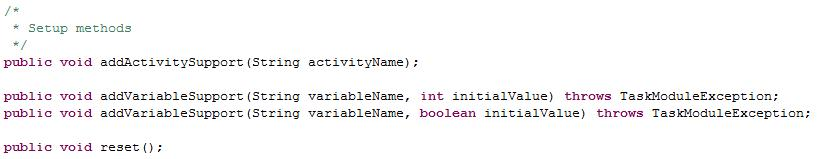 /*
 * Setup methods
 */
public void addActivitySupport(String activityName);
public void addVariableSupport(String variableName, int initialValue) throws TaskModuleException;
public void addVariableSupport(String variableName, boolean initialValue) throws TaskModuleException;
public void reset();